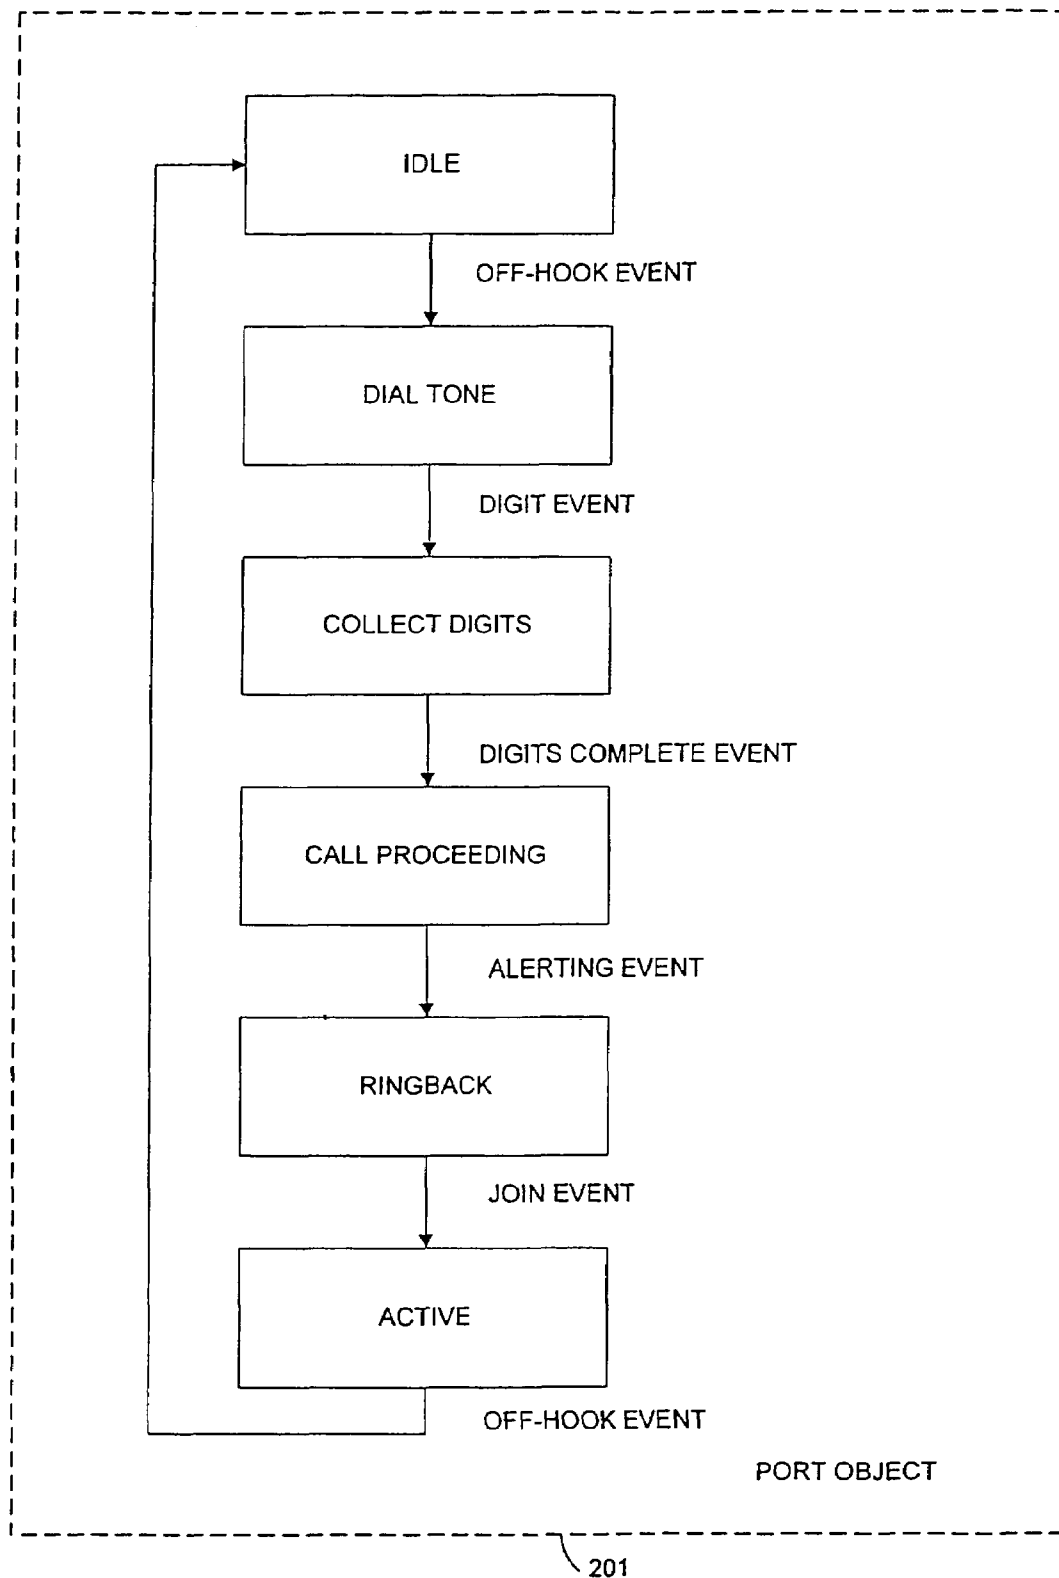 IDLE
OFF-HOOK EVENT
DIAL TONE
DIGIT EVENT
COLLECT DIGITS
DIGITS COMPLETE EVENT
CALL PROCEEDING
ALERTING EVENT
RINGBACK
JOIN EVENT
ACTIVE
OFF-HOOK EVENT
PORT OBJECT
201